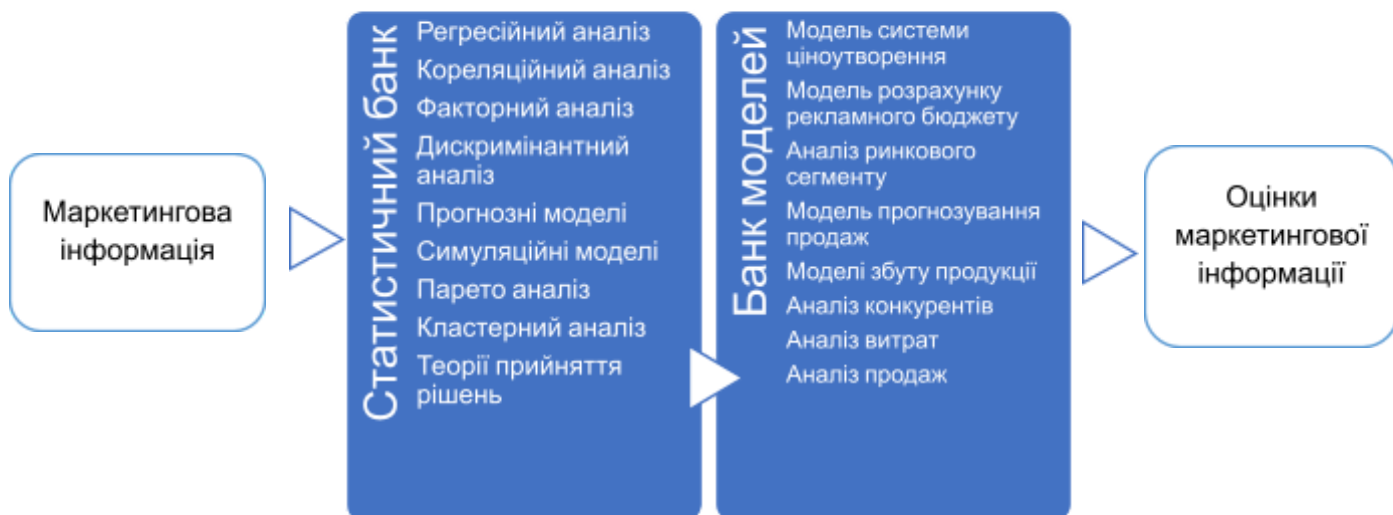 Маркетингова
інформація
Статистичний банк
Регресійний аналіз
Кореляційний аналіз
Факторний аналіз
Дискримінантний
аналіз
Прогнозні моделі
Симуляційні моделі
Парето аналіз
Кластерний аналіз
Теорії прийняття
рішень
Банк моделей
Модель системи
ціноутворення
Модель розрахунку
рекламного бюджету
Аналіз ринкового
сегменту
Модель прогнозування
продаж
Моделі збуту продукції
Аналіз конкурентів
Аналіз витрат
Аналіз продаж
Оцінки
маркетингової
інформації